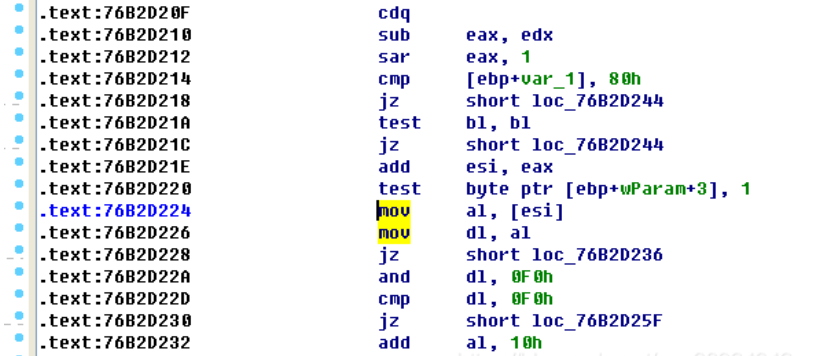 .text:76B2D20F cdq
.text:76B2D210 sub eax, edx
.text:76B2D212 sar eax, 1
.text:76B2D214 cmp [ebp+var_1], 80h
.text:76B2D218 jz short loc_76B2D244
.text:76B2D21A test bl, bl
.text:76B2D21C jz short loc_76B2D244
.text:76B2D21E add esi, eax
.text:76B2D220 test byte ptr [ebp+wParam+3], 1
.text:76B2D224 mov al, [esi]
.text:76B2D226 mov dl, al
.text:76B2D228 jz short loc_76B2D236
.text:76B2D22A and dl, 0F0h
.text:76B2D22D cmp dl, 0F0h
.text:76B2D230 jz short loc_76B2D25F
.text:76B2D232 add al, 10h